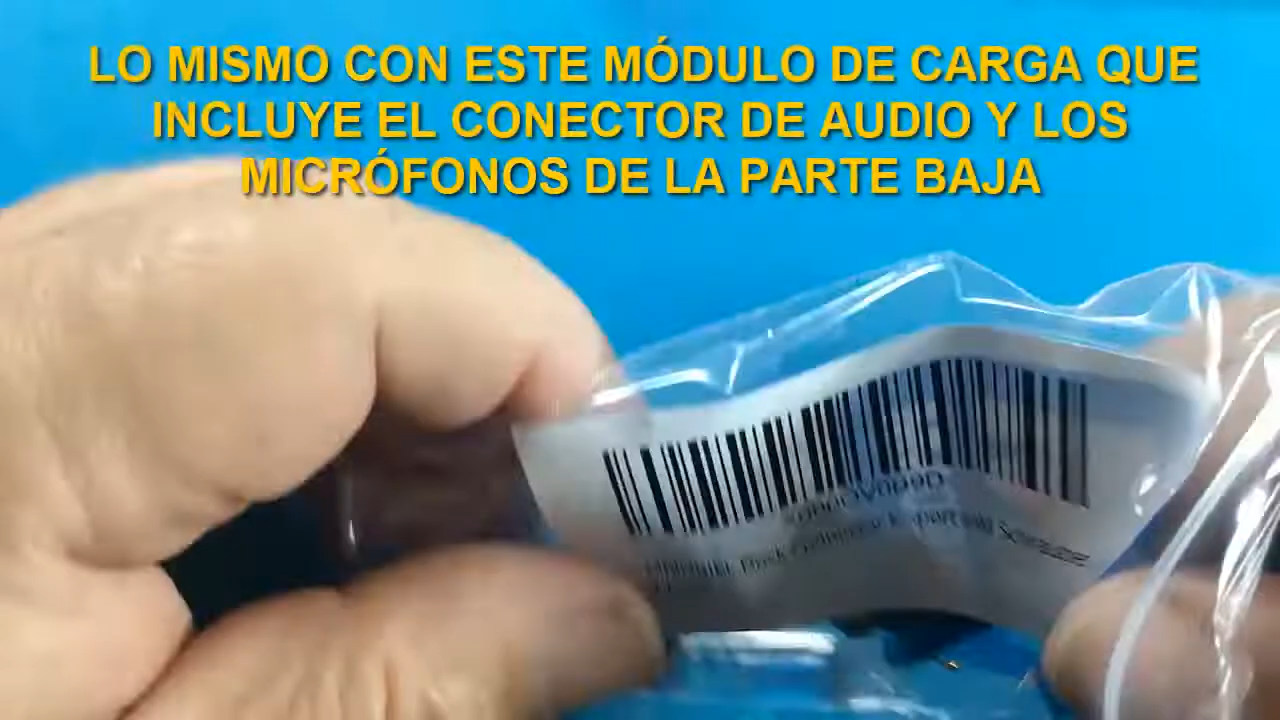 LO MISMO CON ESTE MÓDULO DE CARGA QUE
INCLUYE EL CONECTOR DE AUDIO Y LOS
MICRÓFONOS DE LA PARTE BAJA